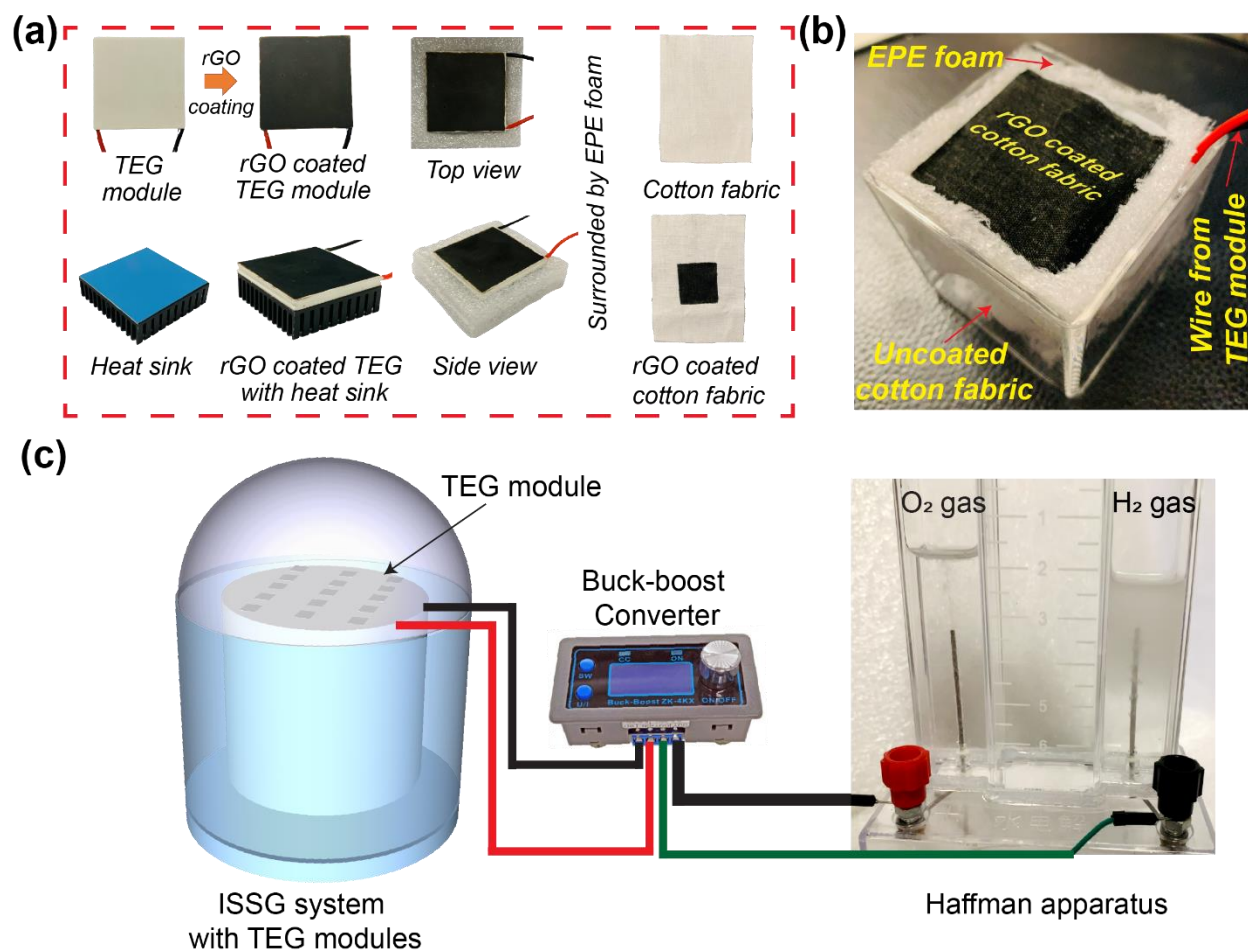 (a)
rGO
coating
TEG
module
rGO coated
TEG module
Top view
Surrounded by EPE foam
Cotton fabric
Heat sink
rGO coated TEG
with heat sink
Side view
rGO coated
cotton fabric
(b)
EPE foam
rGO coated
cotton fabric
Uncoated
cotton fabric
Wire from
TEG module
(c)
TEG module
Buck-boost
Converter
CC
ON
SW
U/I
Buck-Boost ZK-4KX
ON/OFF
O₂ gas
H₂ gas
1
2
3
5
6
ISSG system
with TEG modules
Haffman apparatus